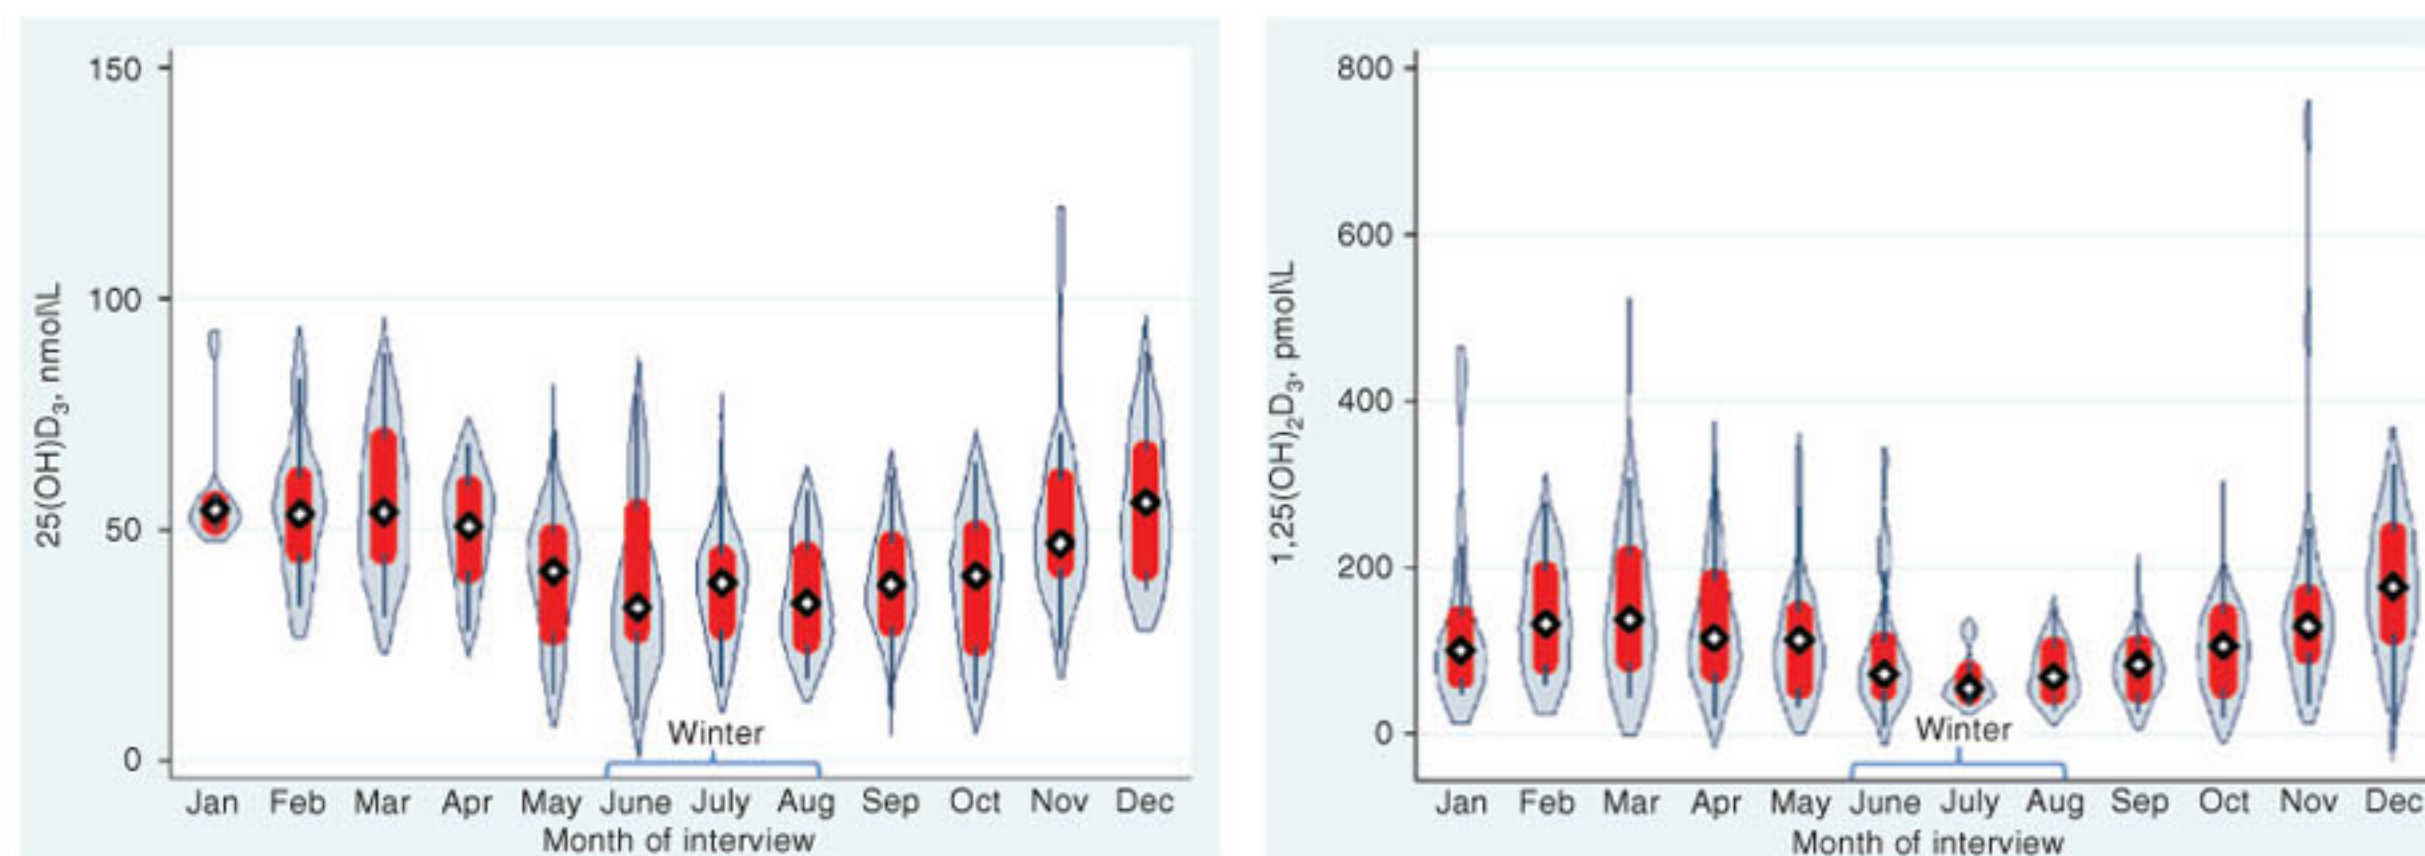 150
100
50
0
25(OH)D3, nmol\L
Winter
Jan Feb Mar Apr May June July Aug Sep Oct Nov Dec
Month of interview
800
600
400
200
0
1,25(OH)2D3, pmol\L
Winter
Jan Feb Mar Apr May June July Aug Sep Oct Nov Dec
Month of interview